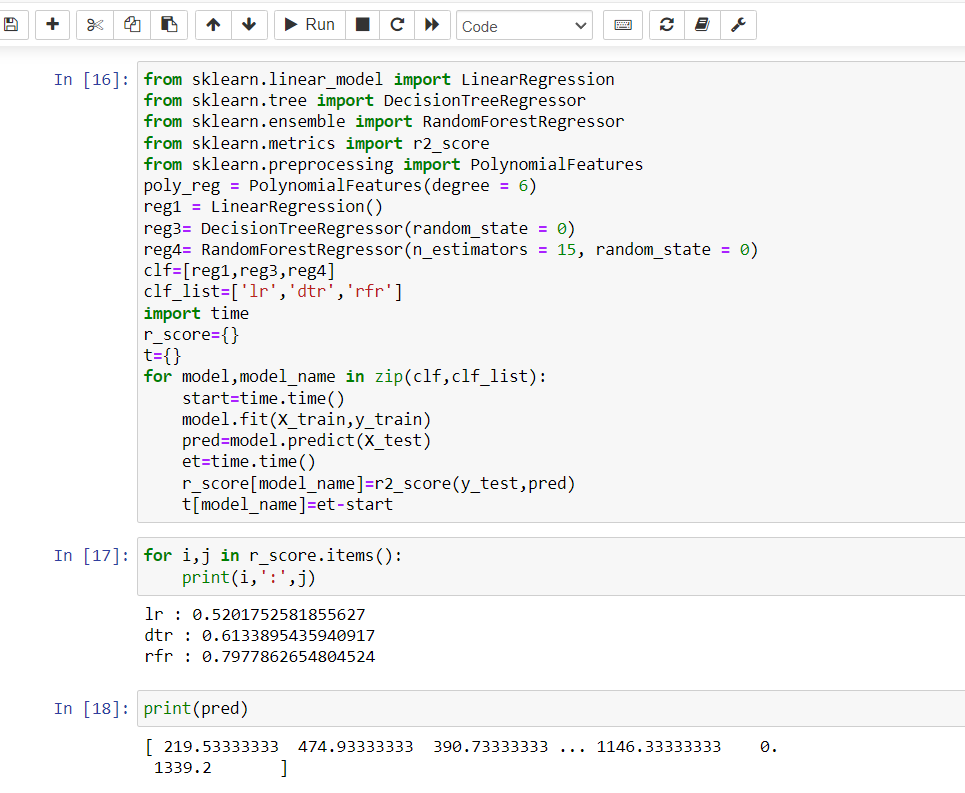 Run Code
In [16]: from sklearn.linear_model import LinearRegression
from sklearn.tree import DecisionTreeRegressor
from sklearn.ensemble import RandomForestRegressor
from sklearn.metrics import r2_score
from sklearn.preprocessing import PolynomialFeatures
poly_reg = PolynomialFeatures(degree = 6)
reg1 = LinearRegression()
reg3= DecisionTreeRegressor(random_state = 0)
reg4= RandomForestRegressor(n_estimators = 15, random_state = 0)
clf=[reg1,reg3,reg4]
clf_list=['lr','dtr','rfr']
import time
r_score={}
t={}
for model,model_name in zip(clf,clf_list):
    start=time.time()
    model.fit(X_train,y_train)
    pred=model.predict(X_test)
    et=time.time()
    r_score[model_name]=r2_score(y_test,pred)
    t[model_name]=et-start
In [17]: for i,j in r_score.items():
    print(i,':',j)
lr : 0.5201752581855627
dtr : 0.6133895435940917
rfr : 0.7977862654804524
In [18]: print(pred)
[ 219.53333333  474.93333333  390.73333333 ... 1146.33333333    0.
 1339.2       ]